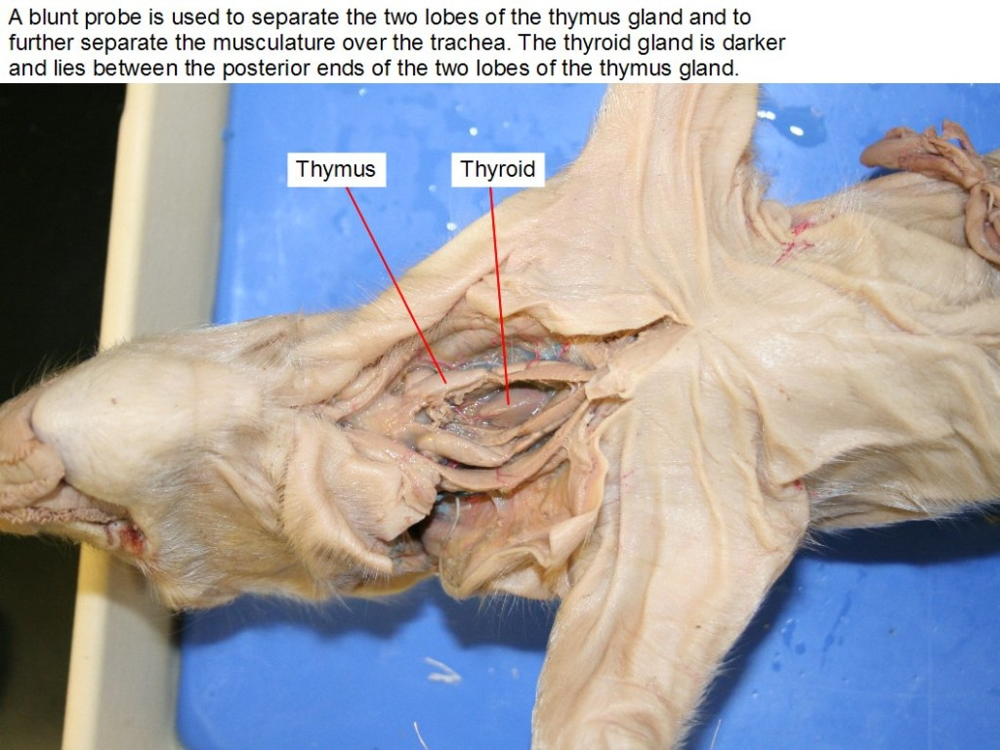 A blunt probe is used to separate the two lobes of the thymus gland and to
further separate the musculature over the trachea. The thyroid gland is darker
and lies between the posterior ends of the two lobes of the thymus gland.
Thymus Thyroid